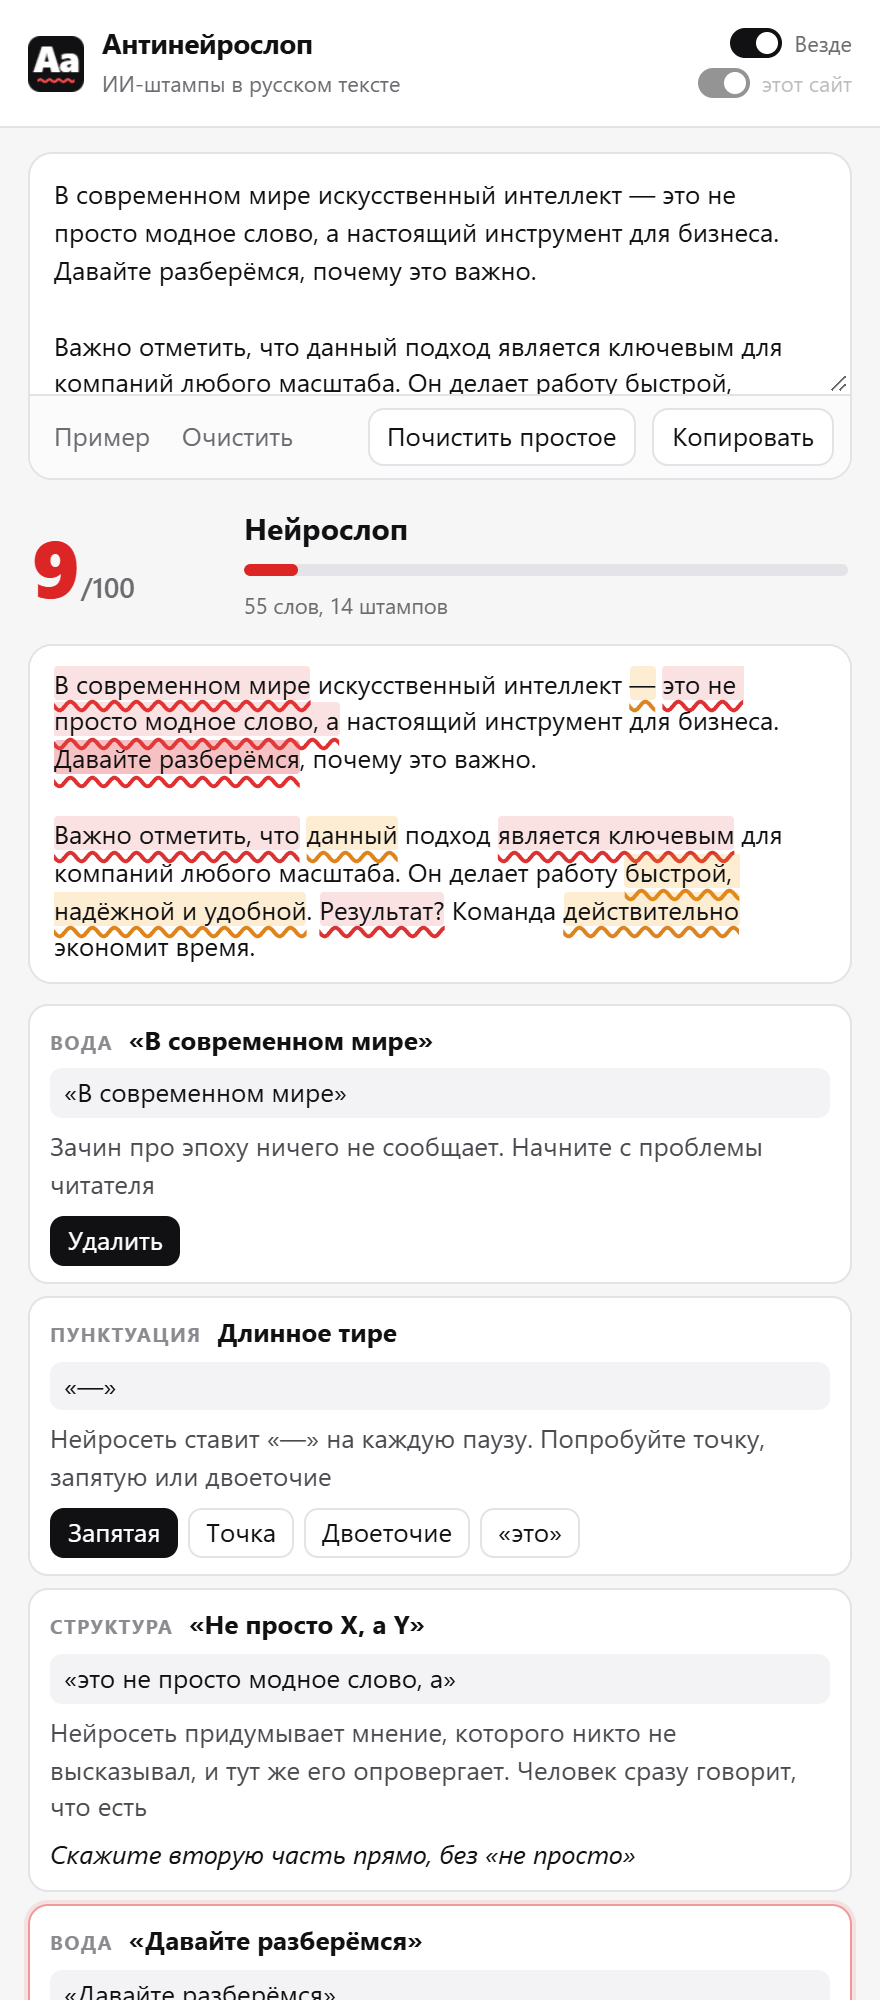 Aa
Антинейрослоп
ИИ-штампы в русском тексте
Везде
этот сайт
В современном мире искусственный интеллект — это не
просто модное слово, а настоящий инструмент для бизнеса.
Давайте разберёмся, почему это важно.
Важно отметить, что данный подход является ключевым для
компаний любого масштаба. Он делает работу быстрой,
Пример
Очистить
Почистить простое
Копировать
9/100
Нейрослоп
55 слов, 14 штампов
В современном мире искусственный интеллект — это не
просто модное слово, а настоящий инструмент для бизнеса.
Давайте разберёмся, почему это важно.
Важно отметить, что данный подход является ключевым для
компаний любого масштаба. Он делает работу быстрой,
надёжной и удобной. Результат? Команда действительно
экономит время.
ВОДА «В современном мире»
«В современном мире»
Зачин про эпоху ничего не сообщает. Начните с проблемы
читателя
Удалить
ПУНКТУАЦИЯ Длинное тире
«—»
Нейросеть ставит «—» на каждую паузу. Попробуйте точку,
запятую или двоеточие
Запятая
Точка
Двоеточие
«это»
СТРУКТУРА «Не просто X, а Y»
«это не просто модное слово, а»
Нейросеть придумывает мнение, которого никто не
высказывал, и тут же его опровергает. Человек сразу говорит,
что есть
Скажите вторую часть прямо, без «не просто»
ВОДА «Давайте разберёмся»
«Давайте разберёмся»